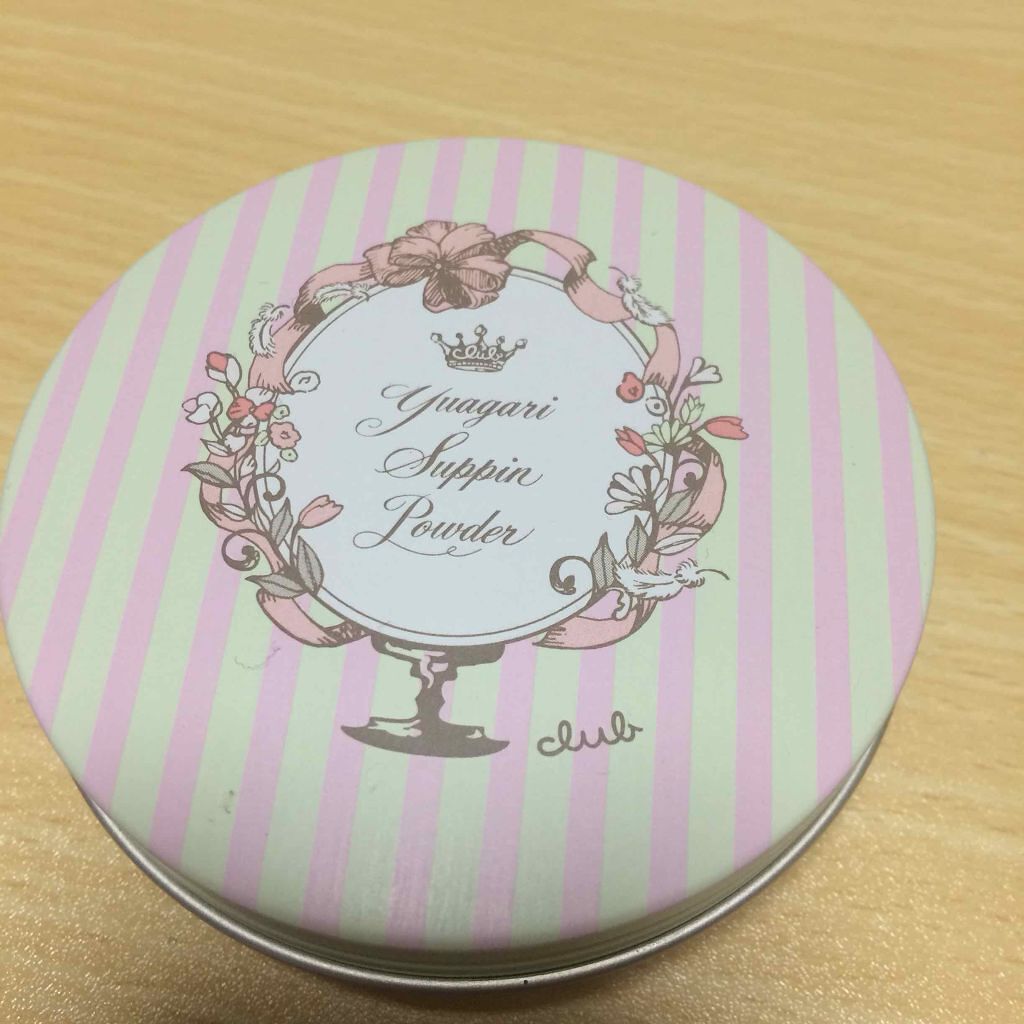 club
Yuagari
Suppin
Powder
club